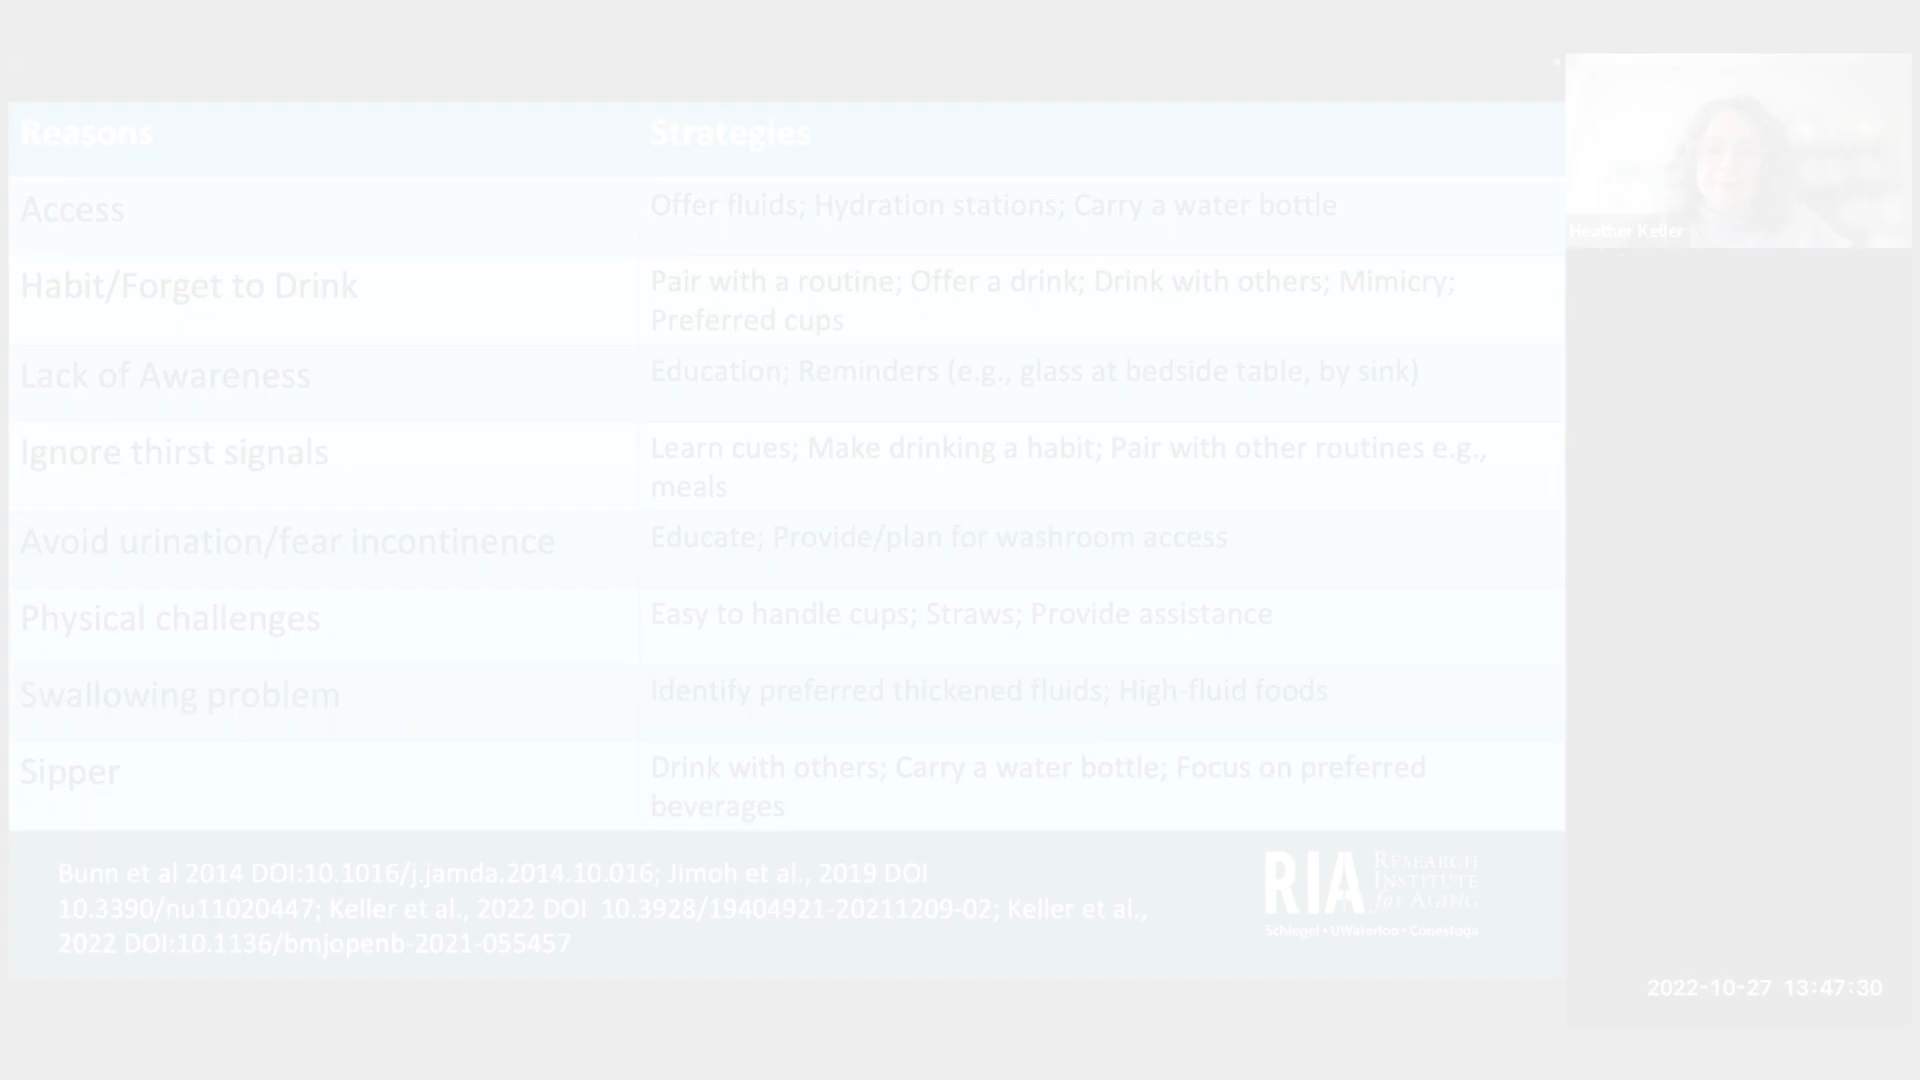 Reasons
Strategies
Access
Offer fluids; Hydration stations; Carry a water bottle
Habit/Forget to Drink
Pair with a routine; Offer a drink; Drink with others; Mimicry;
Preferred cups
Lack of Awareness
Education; Reminders (e.g., glass at bedside table, by sink)
Ignore thirst signals
Learn cues; Make drinking a habit; Pair with other routines e.g.,
meals
Avoid urination/fear incontinence
Educate; Provide/plan for washroom access
Physical challenges
Easy to handle cups; Straws; Provide assistance
Swallowing problem
Identify preferred thickened fluids; High-fluid foods
Sipper
Drink with others; Carry a water bottle; Focus on preferred
beverages
Bunn et al 2014 DOI:10.1016/j.jamda.2014.10.016; Jimoh et al., 2019 DOI
10.3390/nu11020447; Keller et al., 2022 DOI 10.3928/19404921-20211209-02; Keller et al.,
2022 DOI:10.1136/bmjopenb-2021-055457
RIA
RESEARCH
INSTITUTE
for AGING
Schlegel • UWaterloo • Conestoga
Heather Keller
2022-10-27 13:47:30